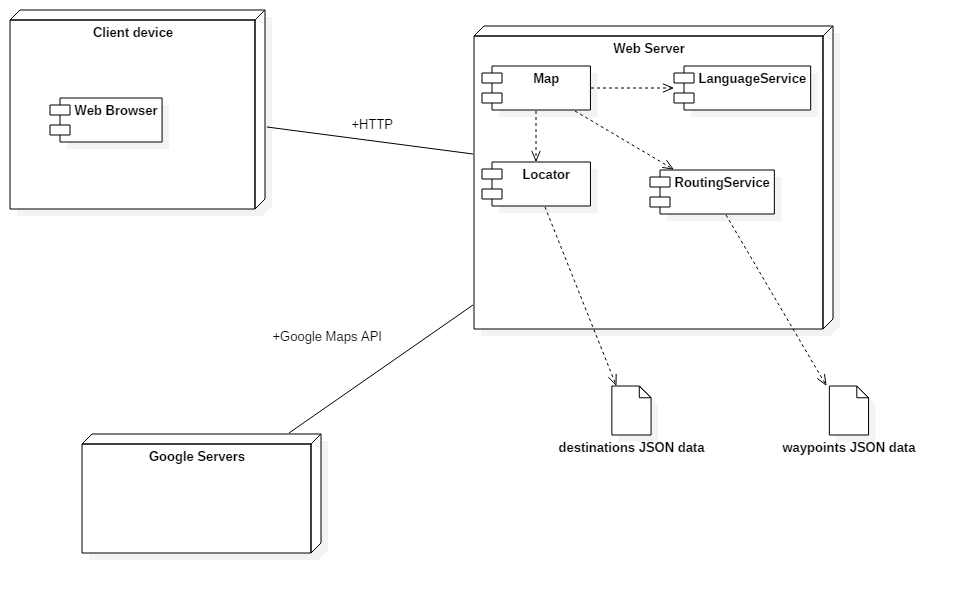 Client device
Web Browser
+HTTP
Web Server
Map
LanguageService
Locator
RoutingService
+Google Maps API
Google Servers
destinations JSON data
waypoints JSON data